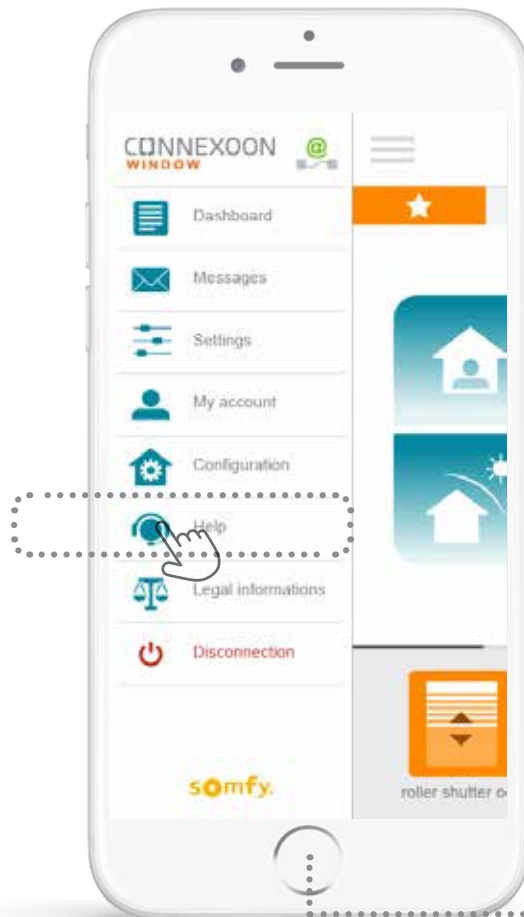 CONNEXOON
WINDOW
@
Dashboard
Messages
Settings
My account
Configuration
Help
Legal informations
Disconnection
somfy.
roller shutter